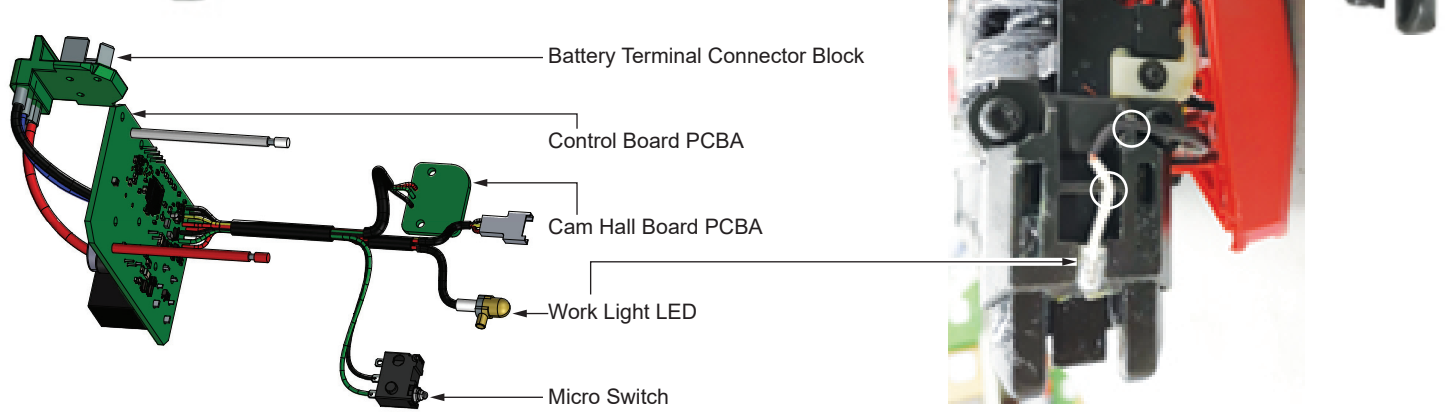 Battery Terminal Connector Block
Control Board PCBA
Cam Hall Board PCBA
Work Light LED
Micro Switch